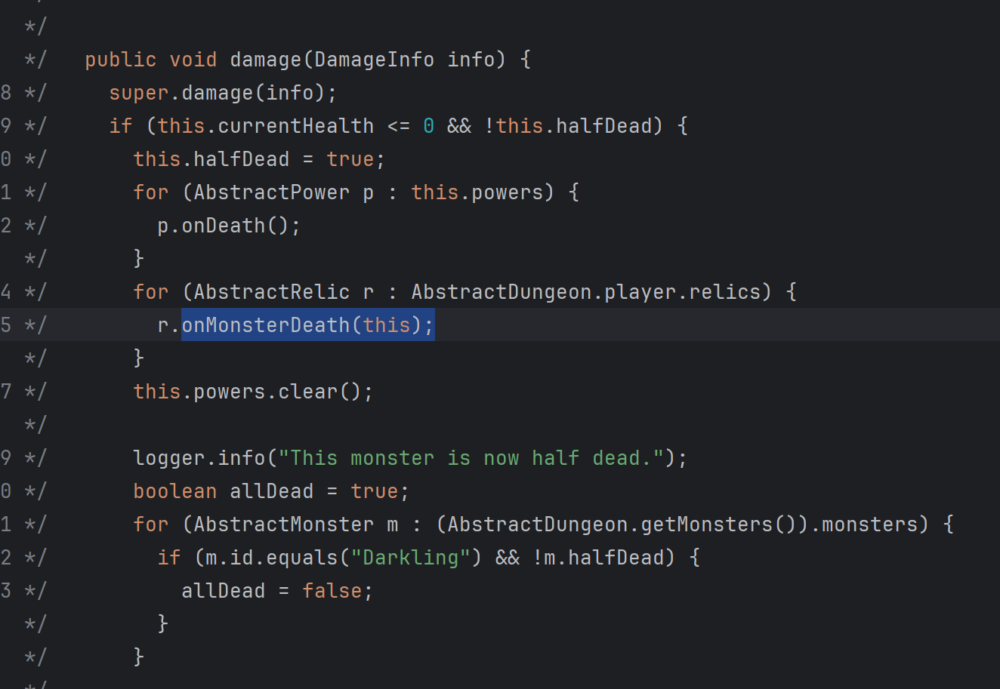 */
*/   public void damage(DamageInfo info) {
8 */     super.damage(info);
9 */     if (this.currentHealth <= 0 && !this.halfDead) {
0 */       this.halfDead = true;
1 */       for (AbstractPower p : this.powers) {
2 */         p.onDeath();
*/       }
4 */       for (AbstractRelic r : AbstractDungeon.player.relics) {
5 */         r.onMonsterDeath(this);
*/       }
7 */       this.powers.clear();
*/
9 */       logger.info("This monster is now half dead.");
0 */       boolean allDead = true;
1 */       for (AbstractMonster m : (AbstractDungeon.getMonsters()).monsters) {
2 */         if (m.id.equals("Darkling") && !m.halfDead) {
3 */           allDead = false;
*/         }
*/       }